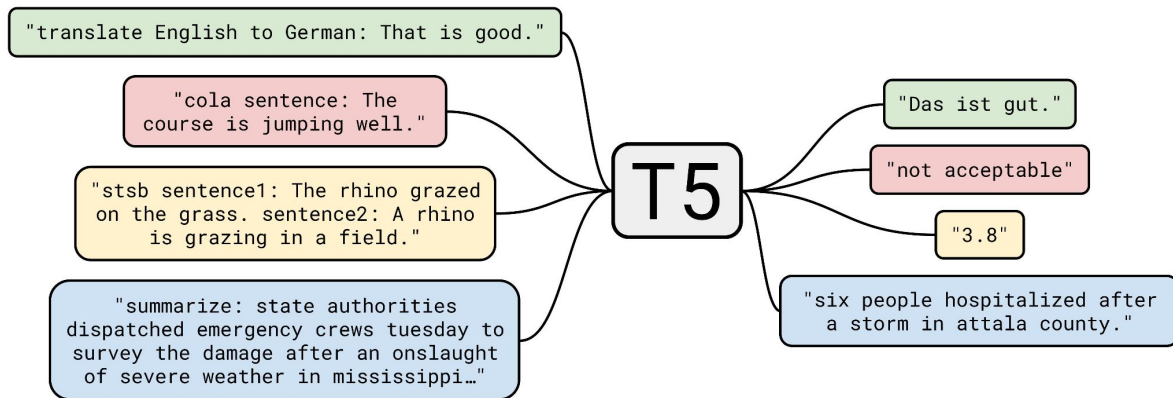 "translate English to German: That is good."
"cola sentence: The
course is jumping well."
"stsb sentence1: The rhino grazed
on the grass. sentence2: A rhino
is grazing in a field."
"summarize: state authorities
dispatched emergency crews tuesday to
survey the damage after an onslaught
of severe weather in mississippi…"
T5
"Das ist gut."
"not acceptable"
"3.8"
"six people hospitalized after
a storm in attala county."